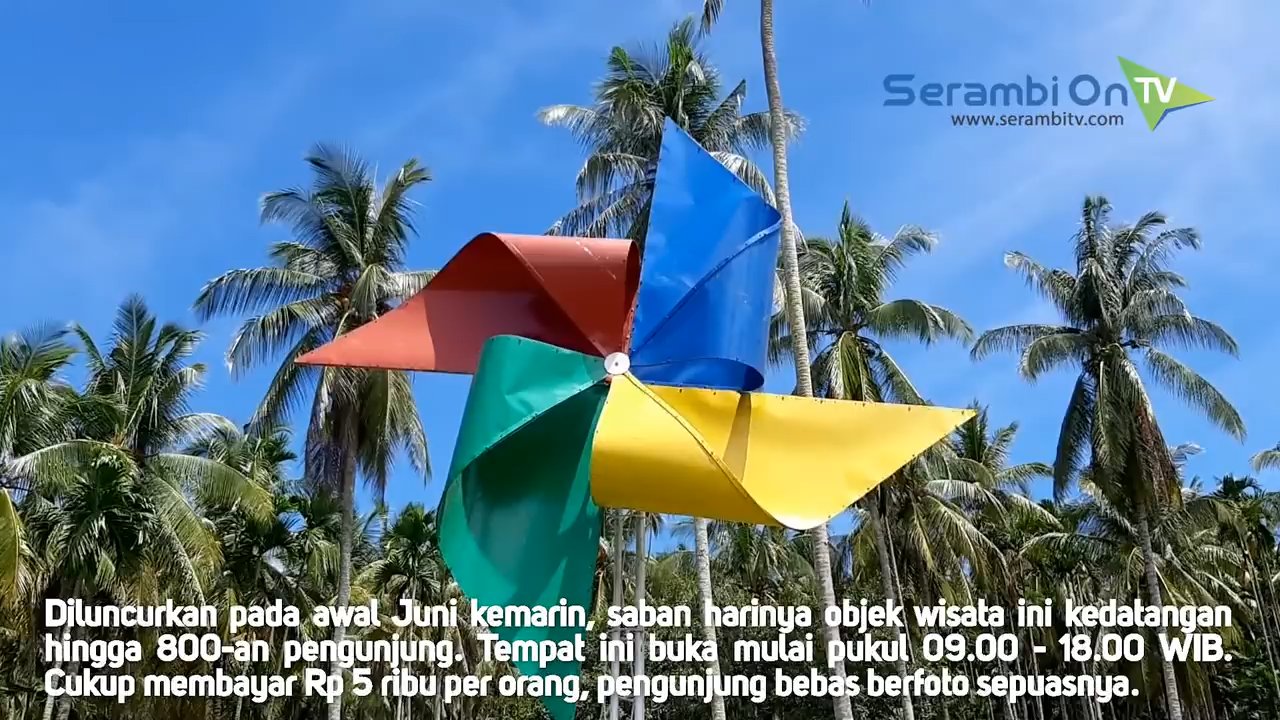 Serambi On TV
www.serambitv.com
Diluncurkan pada awal Juni kemarin, saban harinya objek wisata ini kedatangan
hingga 800-an pengunjung. Tempat ini buka mulai pukul 09.00 - 18.00 WIB.
Cukup membayar Rp 5 ribu per orang, pengunjung bebas berfoto sepuasnya.